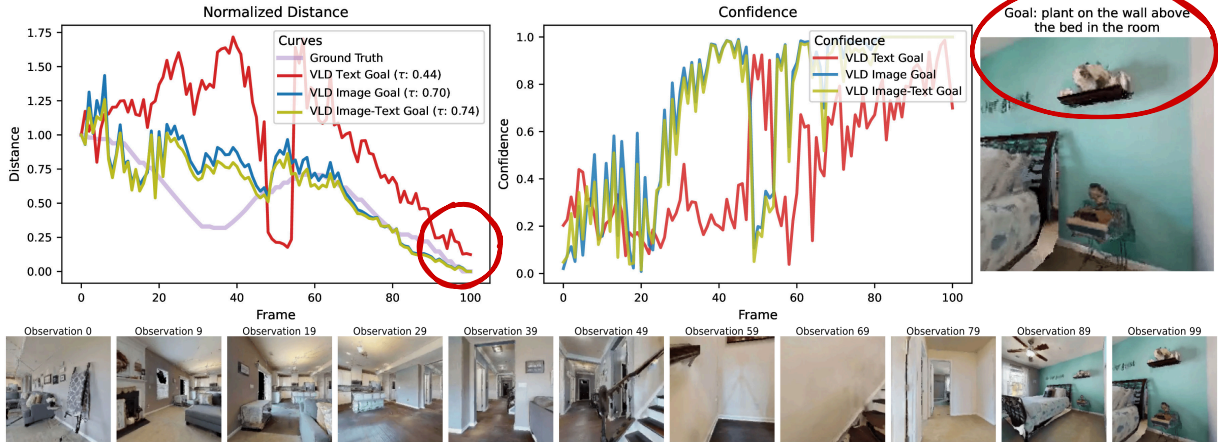 Normalized Distance
Distance
1.75
1.50
1.25
1.00
0.75
0.50
0.25
0.00
Curves
Ground Truth
VLD Text Goal (τ: 0.44)
VLD Image Goal (τ: 0.70)
VLD Image-Text Goal (τ: 0.74)
0 20 40 60 80 100
Frame
Confidence
Confidence
1.0
0.8
0.6
0.4
0.2
0.0
Confidence
VLD Text Goal
VLD Image Goal
VLD Image-Text Goal
0 20 40 60 80 100
Frame
Goal: plant on the wall above
the bed in the room
Observation 0 Observation 9 Observation 19 Observation 29 Observation 39 Observation 49 Observation 59 Observation 69 Observation 79 Observation 89 Observation 99